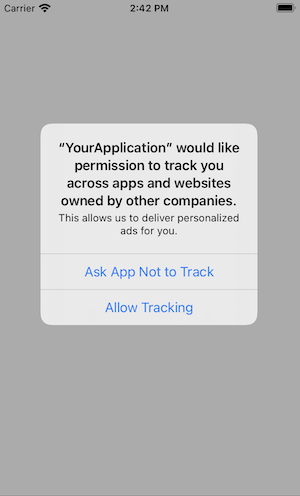 Carrier 2:42 PM
“YourApplication” would like
permission to track you
across apps and websites
owned by other companies.
This allows us to deliver personalized
ads for you.
Ask App Not to Track
Allow Tracking